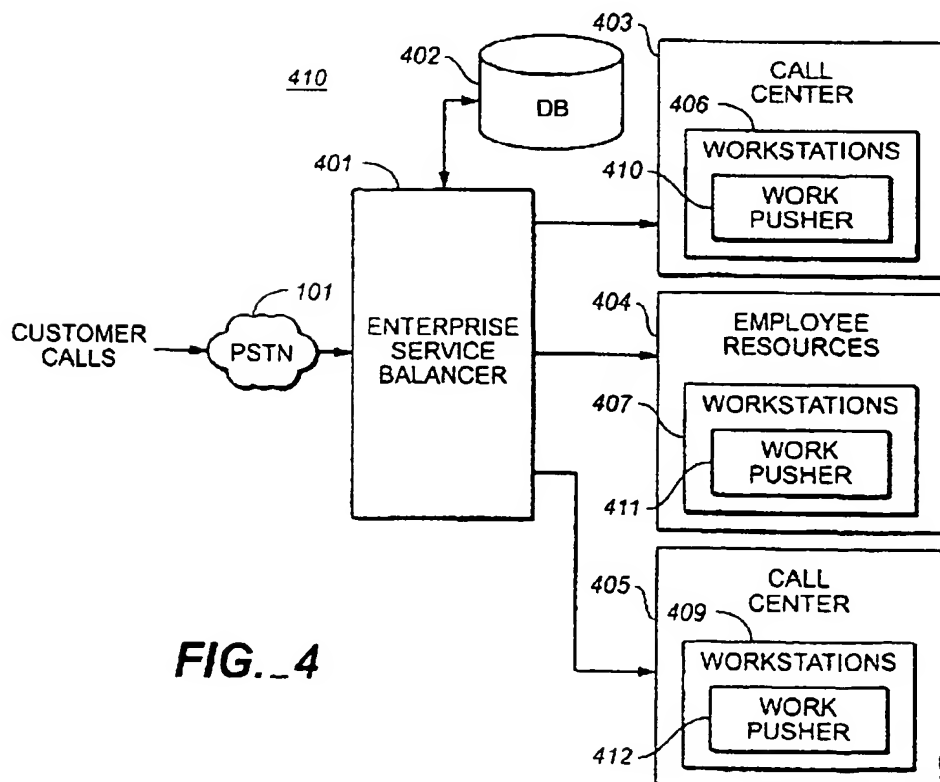 410
402
DB
401
101
CUSTOMER
CALLS
PSTN
ENTERPRISE
SERVICE
BALANCER
403
CALL
CENTER
406
WORKSTATIONS
410
WORK
PUSHER
404
EMPLOYEE
RESOURCES
407
WORKSTATIONS
411
WORK
PUSHER
405
CALL
CENTER
409
WORKSTATIONS
412
WORK
PUSHER
FIG._4